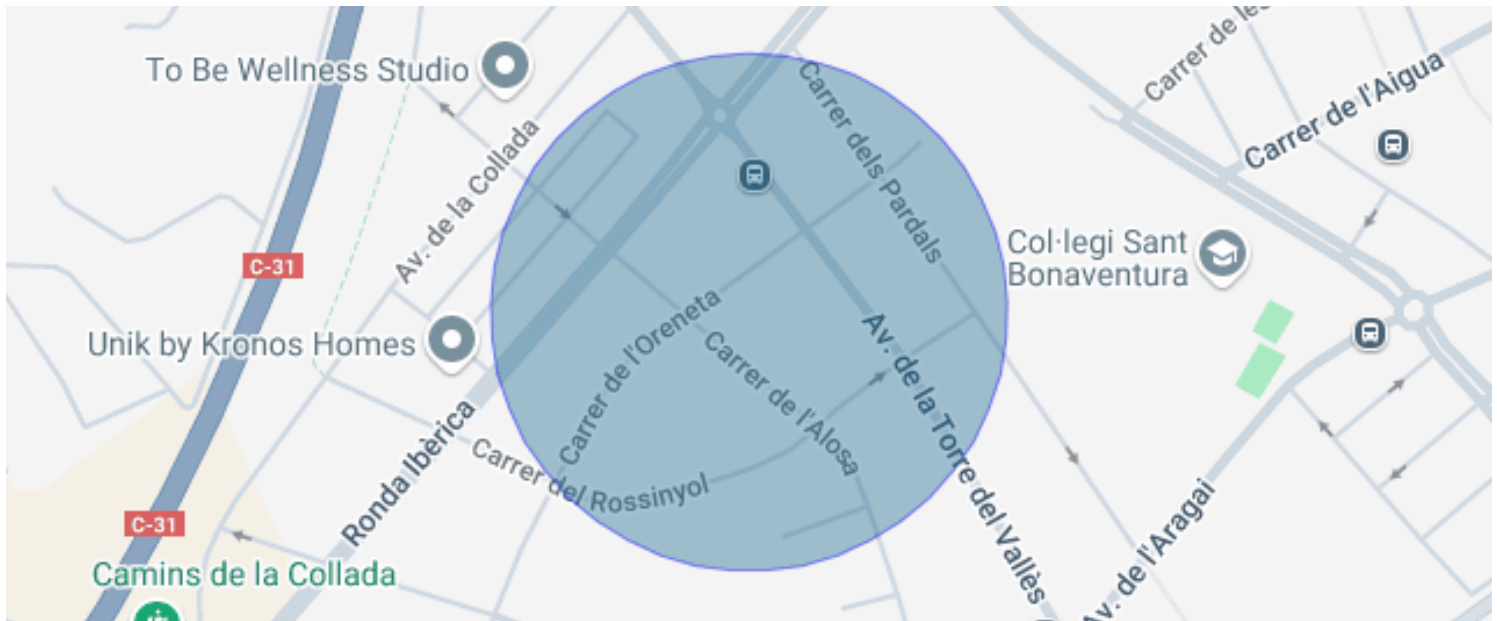 To Be Wellness Studio
Carrer de les
Carrer de l'Aigua
Carrer dels Pardals
Av. de la Collada
C-31
Col·legi Sant
Bonaventura
Unik by Kronos Homes
Carrer de l'Oreneta
Carrer de l'Alosa
Av. de la Torre del Vallès
Ronda Ibèrica
Carrer del Rossinyol
C-31
Av. de l'Aragai
Camins de la Collada